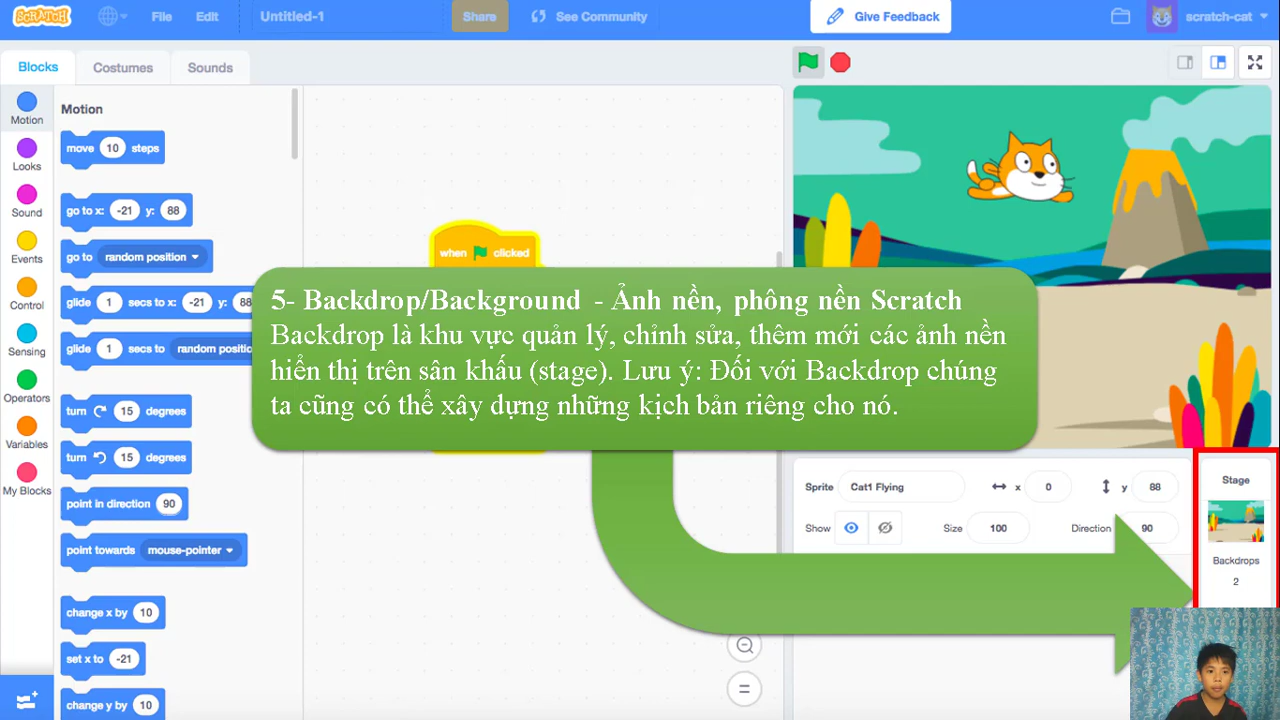 SCRATCH
File
Edit
Untitled-1
Share
See Community
Give Feedback
scratch-cat
Blocks
Costumes
Sounds
Motion
Looks
Sound
Events
Control
Sensing
Operators
Variables
My Blocks
Motion
move 10 steps
go to x: -21 y: 88
go to random position
glide 1 secs to x: -21 y: 88
glide 1 secs to random positio
turn 15 degrees
turn 15 degrees
point in direction 90
point towards mouse-pointer
change x by 10
set x to -21
change y by 10
when clicked
5- Backdrop/Background - Ảnh nền, phông nền Scratch
Backdrop là khu vực quản lý, chỉnh sửa, thêm mới các ảnh nền
hiển thị trên sân khấu (stage). Lưu ý: Đối với Backdrop chúng
ta cũng có thể xây dựng những kịch bản riêng cho nó.
Sprite Cat1 Flying x 0 y 88
Show Size 100 Direction 90
Stage
Backdrops
2